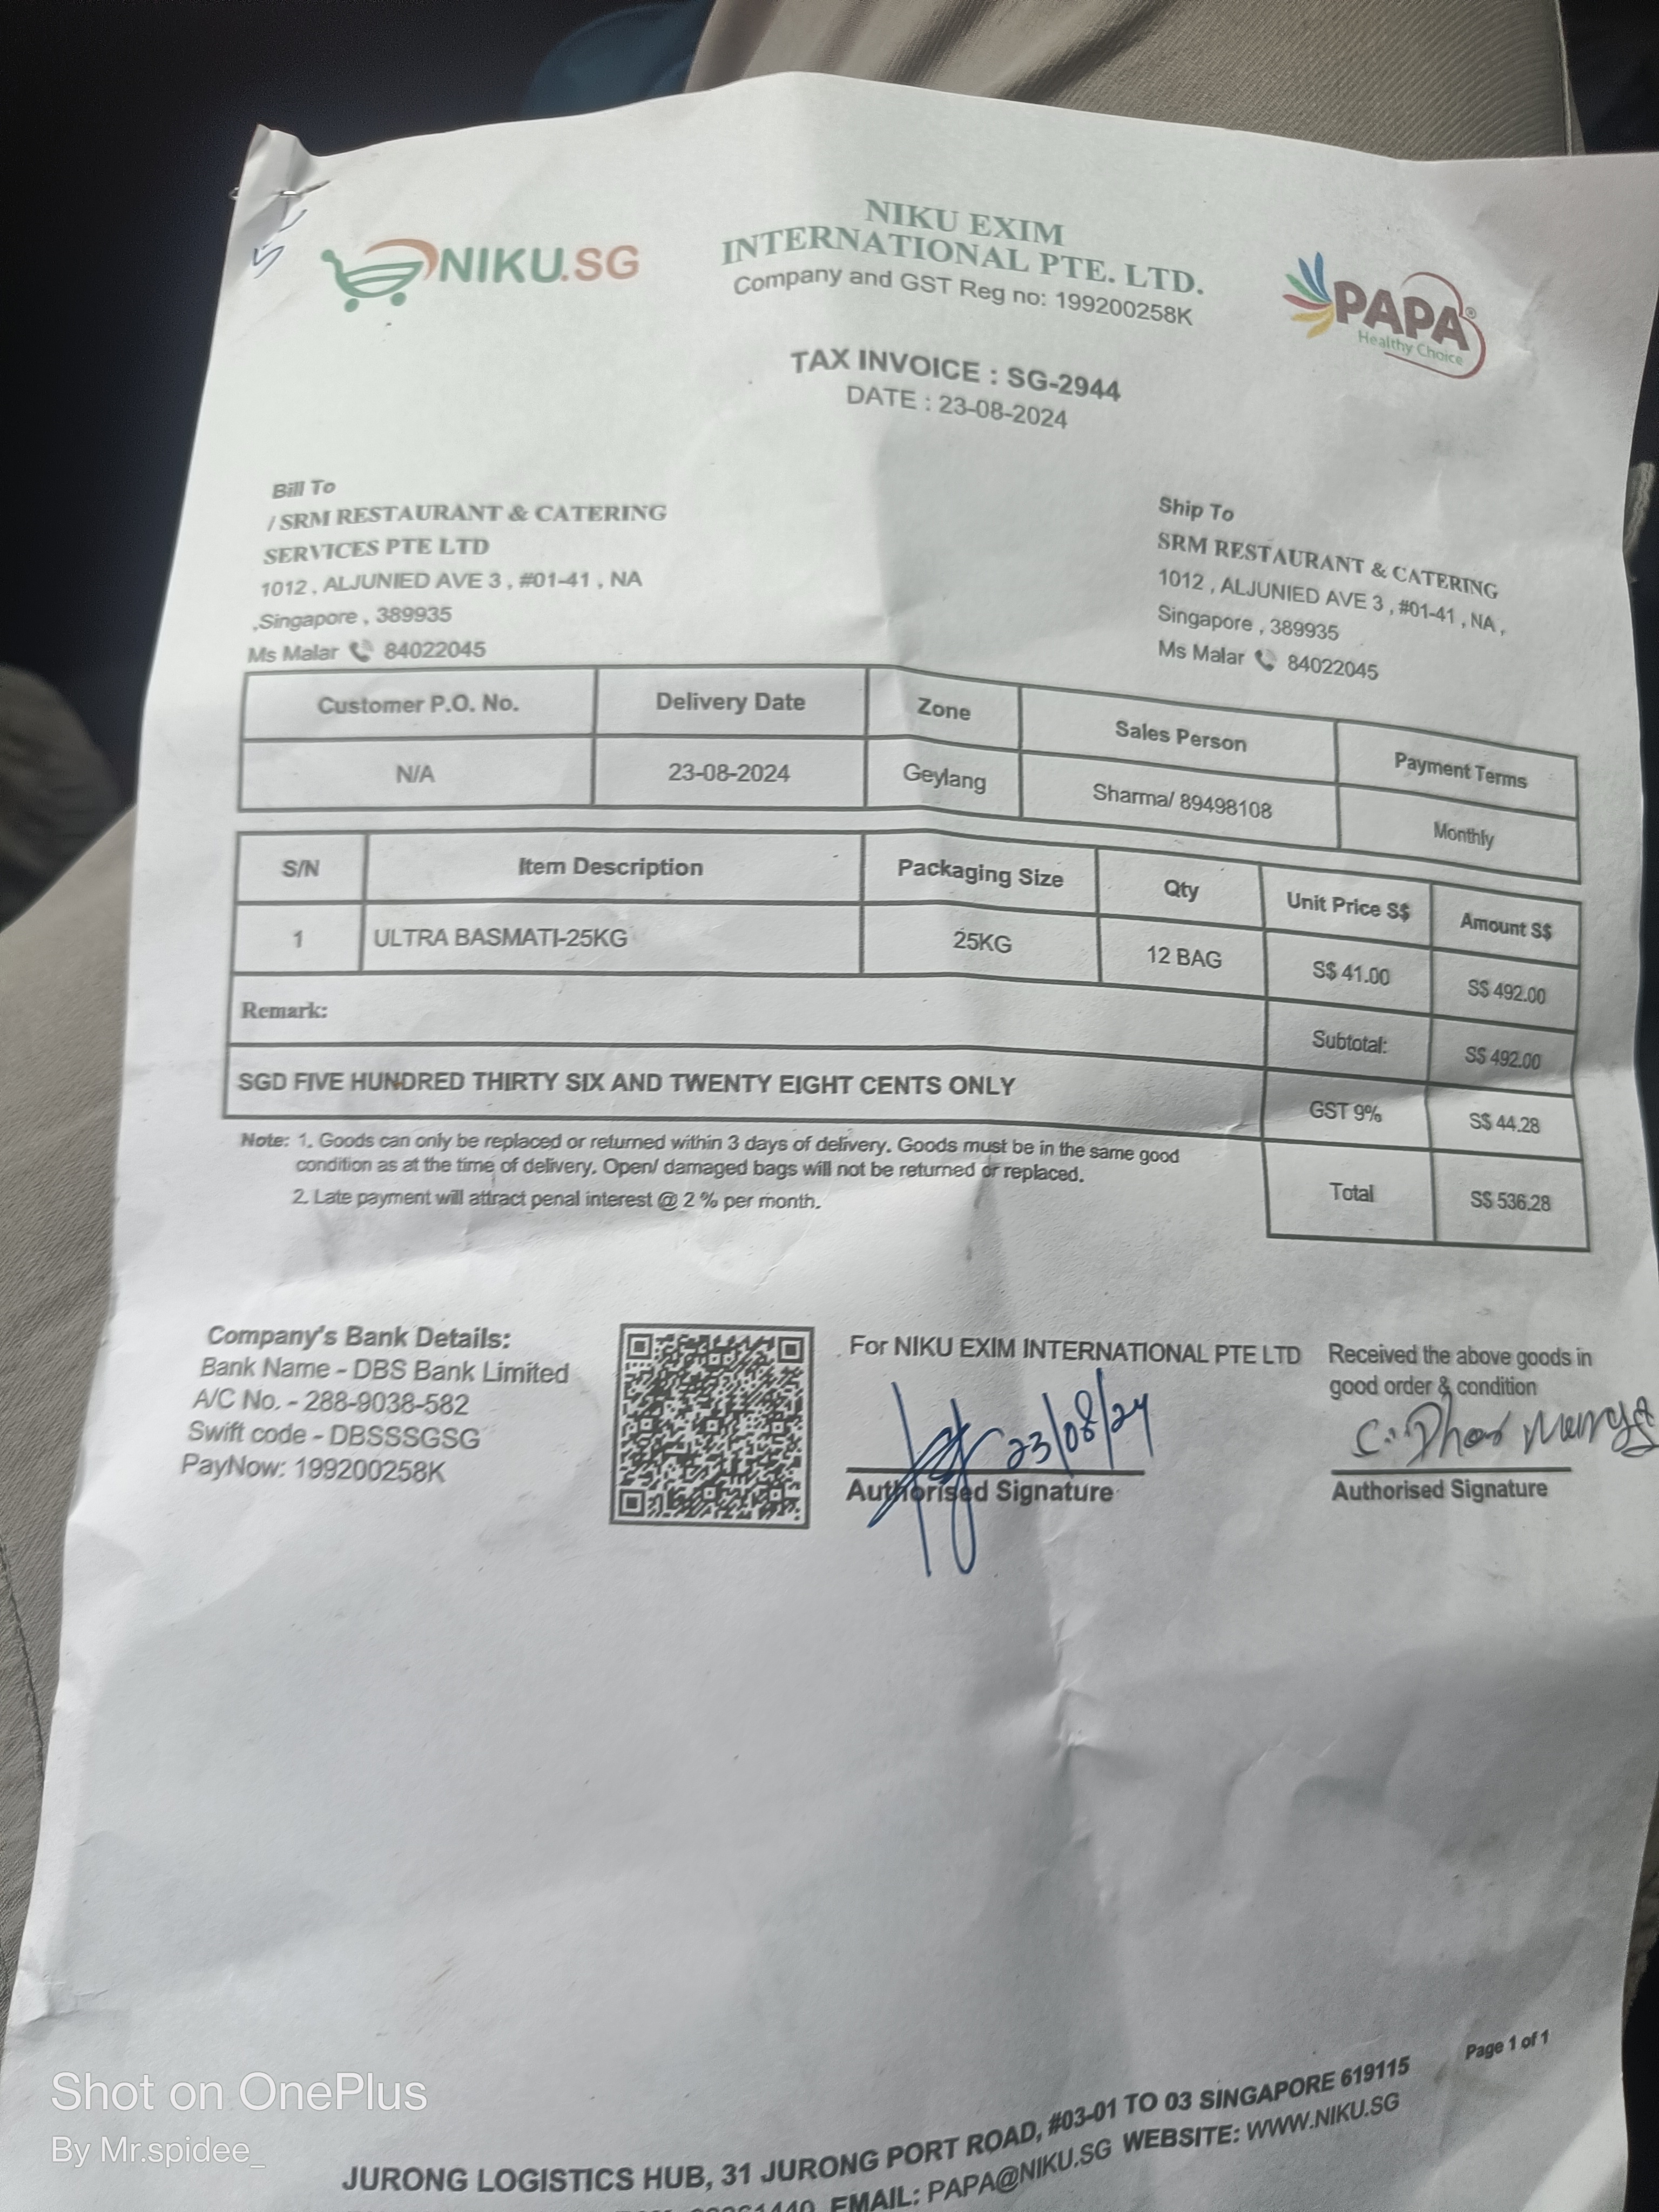 NIKU.SG
NIKU EXIM
INTERNATIONAL PTE. LTD.
Company and GST Reg no: 199200258K
PAPA®
Healthy Choice
TAX INVOICE : SG-2944
DATE : 23-08-2024
Bill To
/ SRM RESTAURANT & CATERING
SERVICES PTE LTD
1012 , ALJUNIED AVE 3 , #01-41 , NA
,Singapore , 389935
Ms Malar 84022045
Ship To
SRM RESTAURANT & CATERING
1012 , ALJUNIED AVE 3 , #01-41 , NA ,
Singapore , 389935
Ms Malar 84022045
Customer P.O. No. Delivery Date Zone Sales Person Payment Terms
N/A 23-08-2024 Geylang Sharma/ 89498108 Monthly
S/N Item Description Packaging Size Qty Unit Price S$ Amount S$
1 ULTRA BASMATI-25KG 25KG 12 BAG S$ 41.00 S$ 492.00
Remark: Subtotal: S$ 492.00
SGD FIVE HUNDRED THIRTY SIX AND TWENTY EIGHT CENTS ONLY GST 9% S$ 44.28
Total S$ 536.28
Note: 1. Goods can only be replaced or returned within 3 days of delivery. Goods must be in the same good
condition as at the time of delivery. Open/ damaged bags will not be returned or replaced.
2. Late payment will attract penal interest @ 2 % per month.
Company's Bank Details:
Bank Name - DBS Bank Limited
A/C No. - 288-9038-582
Swift code - DBSSSGSG
PayNow: 199200258K
For NIKU EXIM INTERNATIONAL PTE LTD
23/08/24
Authorised Signature
Received the above goods in
good order & condition
Authorised Signature
Page 1 of 1
JURONG LOGISTICS HUB, 31 JURONG PORT ROAD, #03-01 TO 03 SINGAPORE 619115
EMAIL: PAPA@NIKU.SG WEBSITE: WWW.NIKU.SG
Shot on OnePlus
By Mr.spidee_